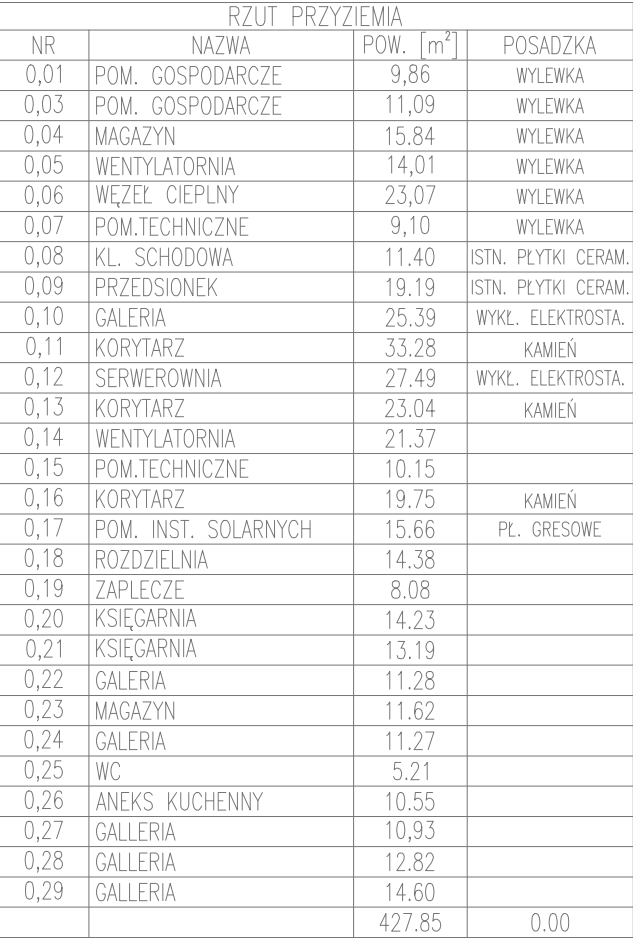 RZUT PRZYZIEMIA
NR NAZWA POW. [m²] POSADZKA
0,01 POM. GOSPODARCZE 9,86 WYLEWKA
0,03 POM. GOSPODARCZE 11,09 WYLEWKA
0,04 MAGAZYN 15.84 WYLEWKA
0,05 WENTYLATORNIA 14,01 WYLEWKA
0,06 WĘZEŁ CIEPLNY 23,07 WYLEWKA
0,07 POM.TECHNICZNE 9,10 WYLEWKA
0,08 KL. SCHODOWA 11.40 ISTN. PŁYTKI CERAM.
0,09 PRZEDSIONEK 19.19 ISTN. PŁYTKI CERAM.
0,10 GALERIA 25.39 WYKŁ. ELEKTROSTA.
0,11 KORYTARZ 33.28 KAMIEŃ
0,12 SERWEROWNIA 27.49 WYKŁ. ELEKTROSTA.
0,13 KORYTARZ 23.04 KAMIEŃ
0,14 WENTYLATORNIA 21.37
0,15 POM.TECHNICZNE 10.15
0,16 KORYTARZ 19.75 KAMIEŃ
0,17 POM. INST. SOLARNYCH 15.66 PŁ. GRESOWE
0,18 ROZDZIELNIA 14.38
0,19 ZAPLECZE 8.08
0,20 KSIĘGARNIA 14.23
0,21 KSIĘGARNIA 13.19
0,22 GALERIA 11.28
0,23 MAGAZYN 11.62
0,24 GALERIA 11.27
0,25 WC 5.21
0,26 ANEKS KUCHENNY 10.55
0,27 GALLERIA 10,93
0,28 GALLERIA 12.82
0,29 GALLERIA 14.60
427.85 0.00